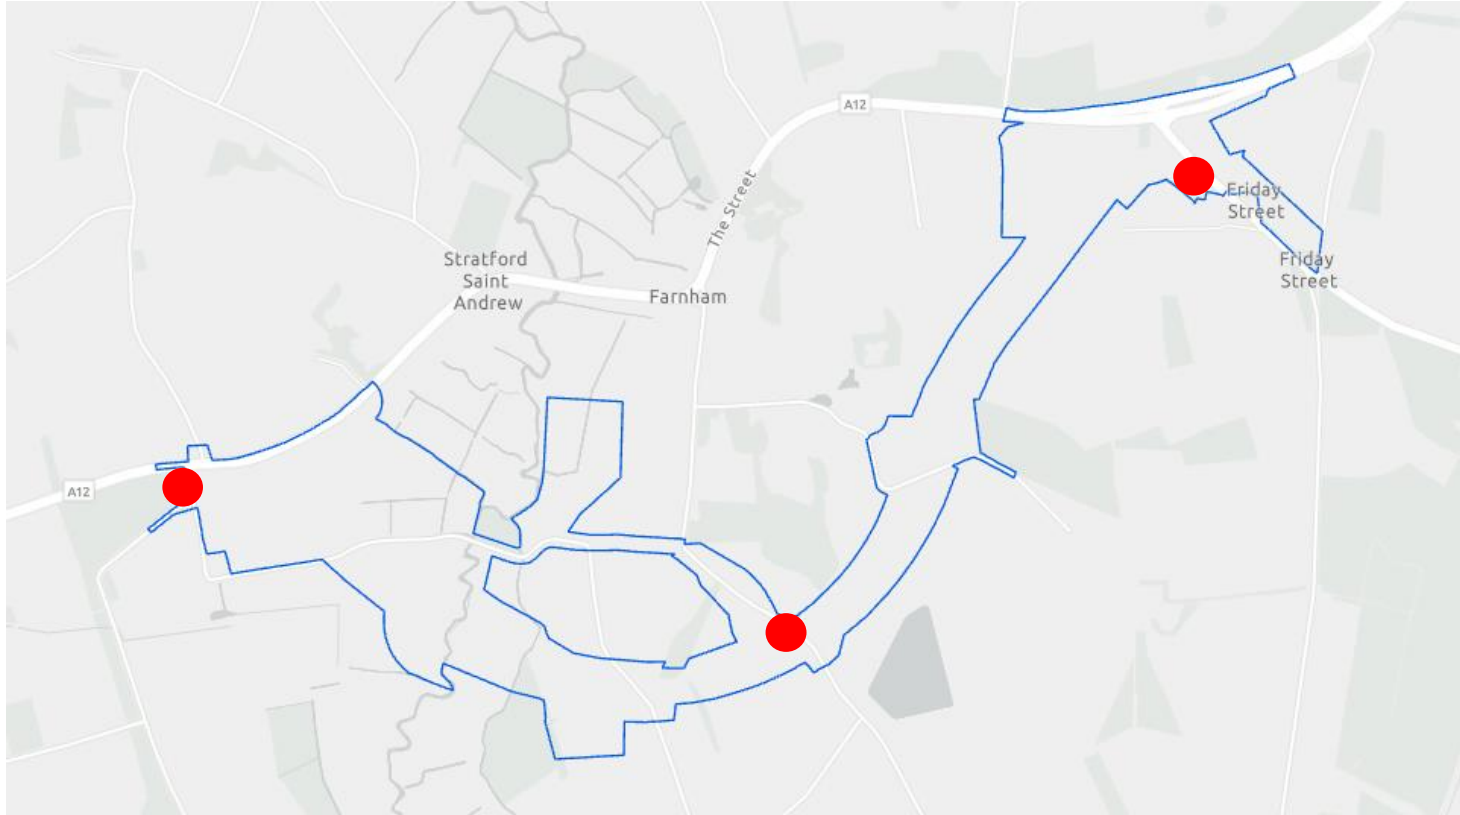 A12
The Street
Friday
Street
Stratford
Saint
Andrew
Farnham
Friday
Street
A12